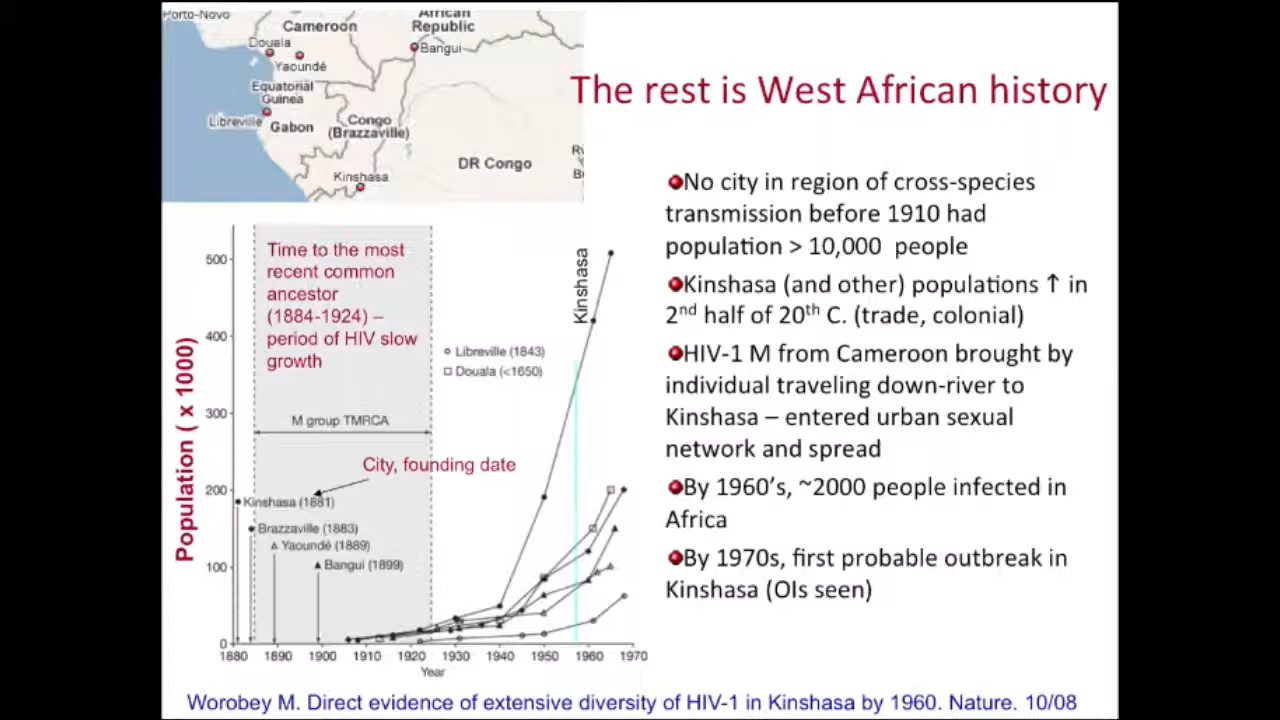 Porto-Novo
Cameroon
African
Republic
Douala
Bangui
Yaoundé
Equatorial
Guinea
Libreville
Gabon
Congo
(Brazzaville)
DR Congo
Kinshasa
The rest is West African history
No city in region of cross-species
transmission before 1910 had
population > 10,000 people
Kinshasa (and other) populations ↑ in
2nd half of 20th C. (trade, colonial)
HIV-1 M from Cameroon brought by
individual traveling down-river to
Kinshasa – entered urban sexual
network and spread
By 1960's, ~2000 people infected in
Africa
By 1970s, first probable outbreak in
Kinshasa (OIs seen)
Population ( x 1000)
500
400
300
200
100
0
Time to the most
recent common
ancestor
(1884-1924) –
period of HIV slow
growth
Kinshasa
Libreville (1843)
Douala (<1650)
M group TMRCA
City, founding date
Kinshasa (1881)
Brazzaville (1883)
Yaoundé (1889)
Bangui (1899)
1880 1890 1900 1910 1920 1930 1940 1950 1960 1970
Year
Worobey M. Direct evidence of extensive diversity of HIV-1 in Kinshasa by 1960. Nature. 10/08